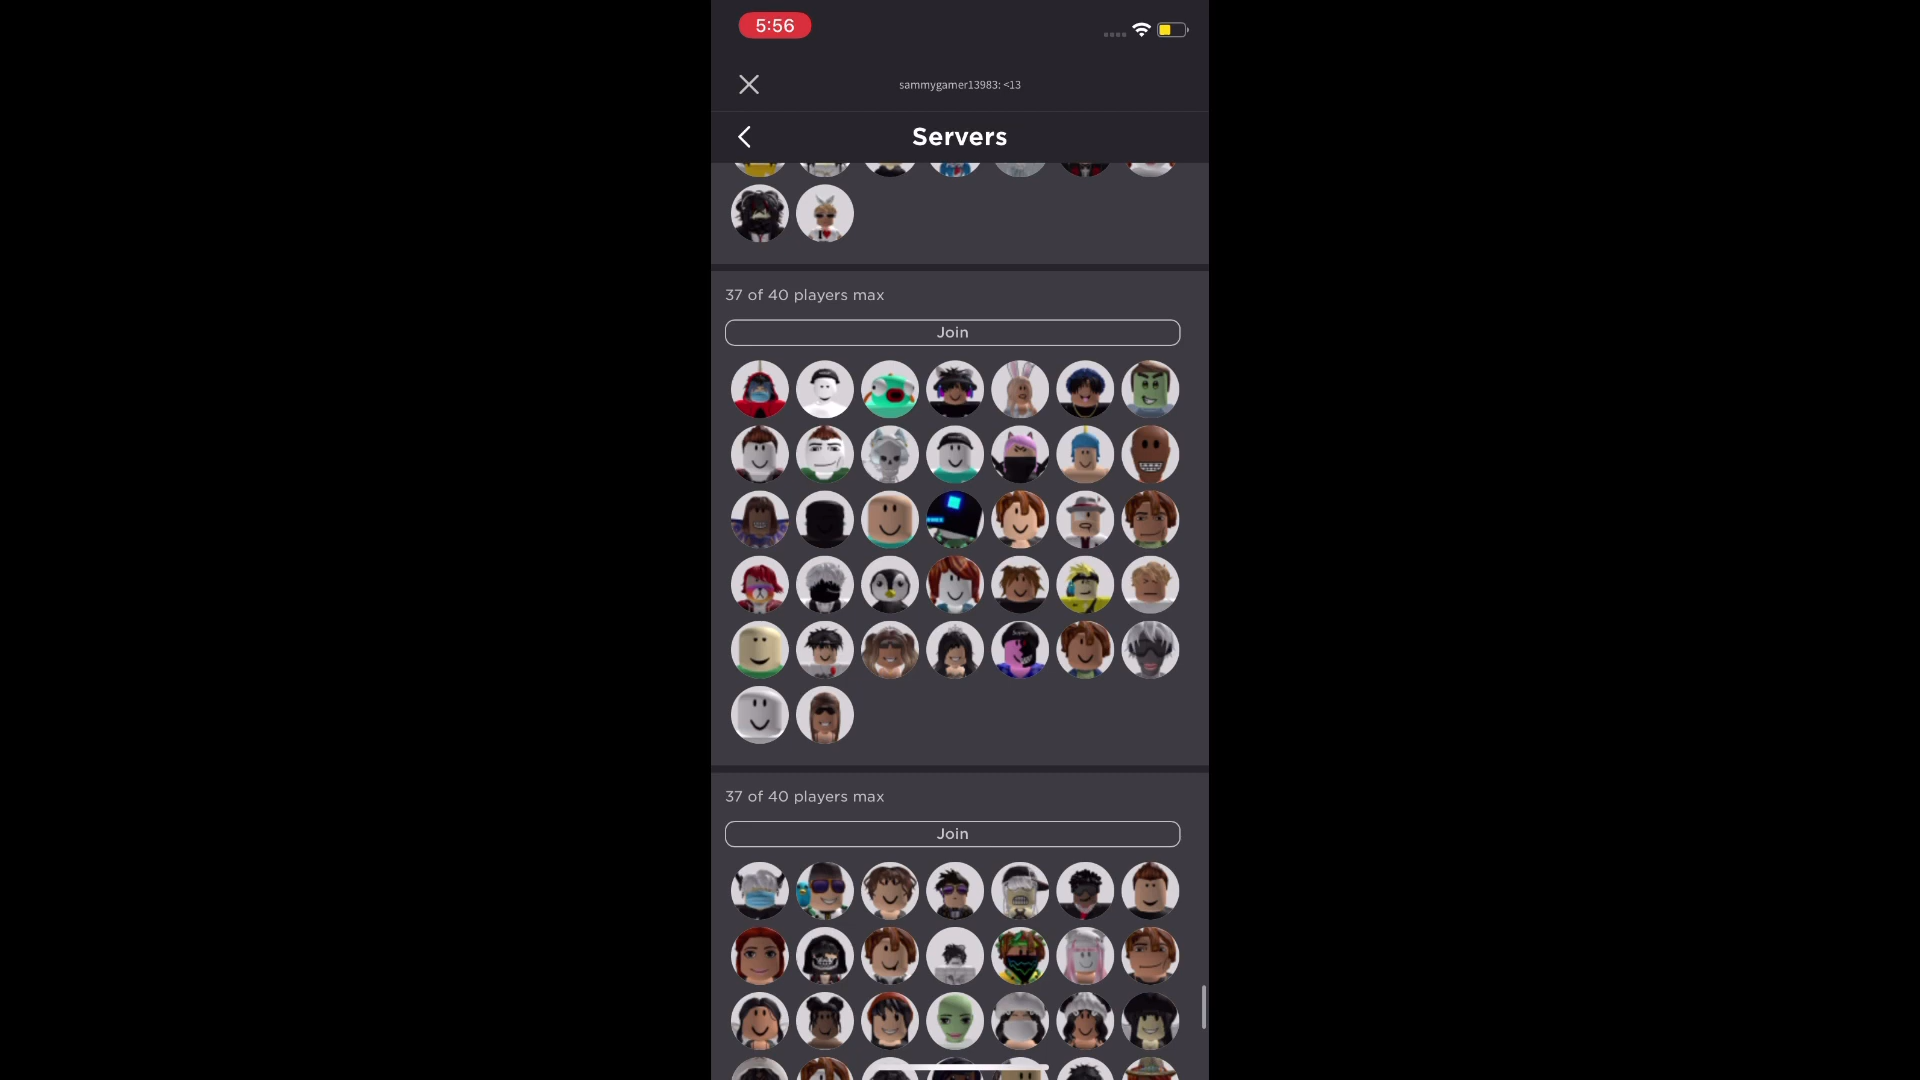 5:56
sammygamer13983: <13
Servers
37 of 40 players max
Join
37 of 40 players max
Join